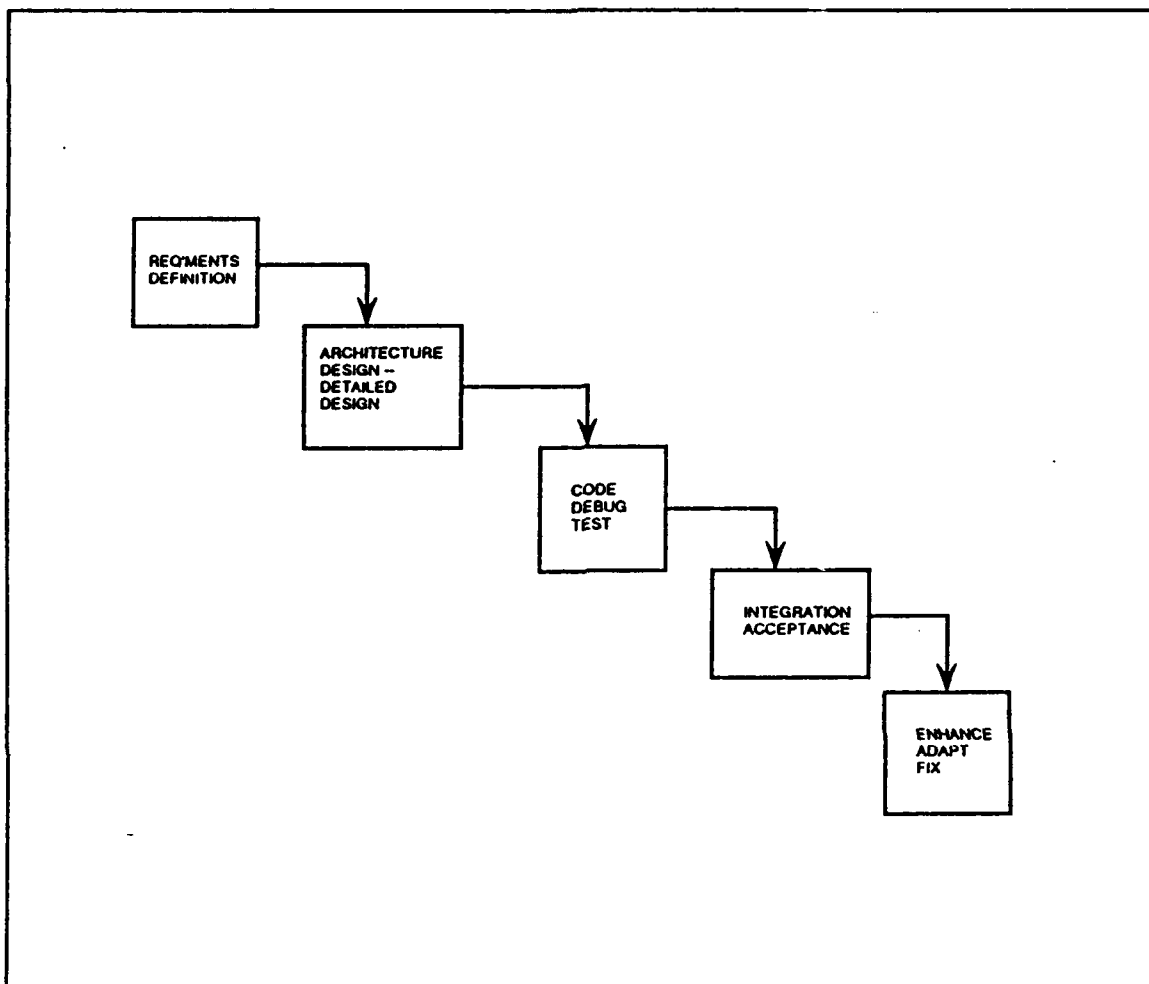 REQ'MENTS
DEFINITION
ARCHITECTURE
DESIGN --
DETAILED
DESIGN
CODE
DEBUG
TEST
INTEGRATION
ACCEPTANCE
ENHANCE
ADAPT
FIX